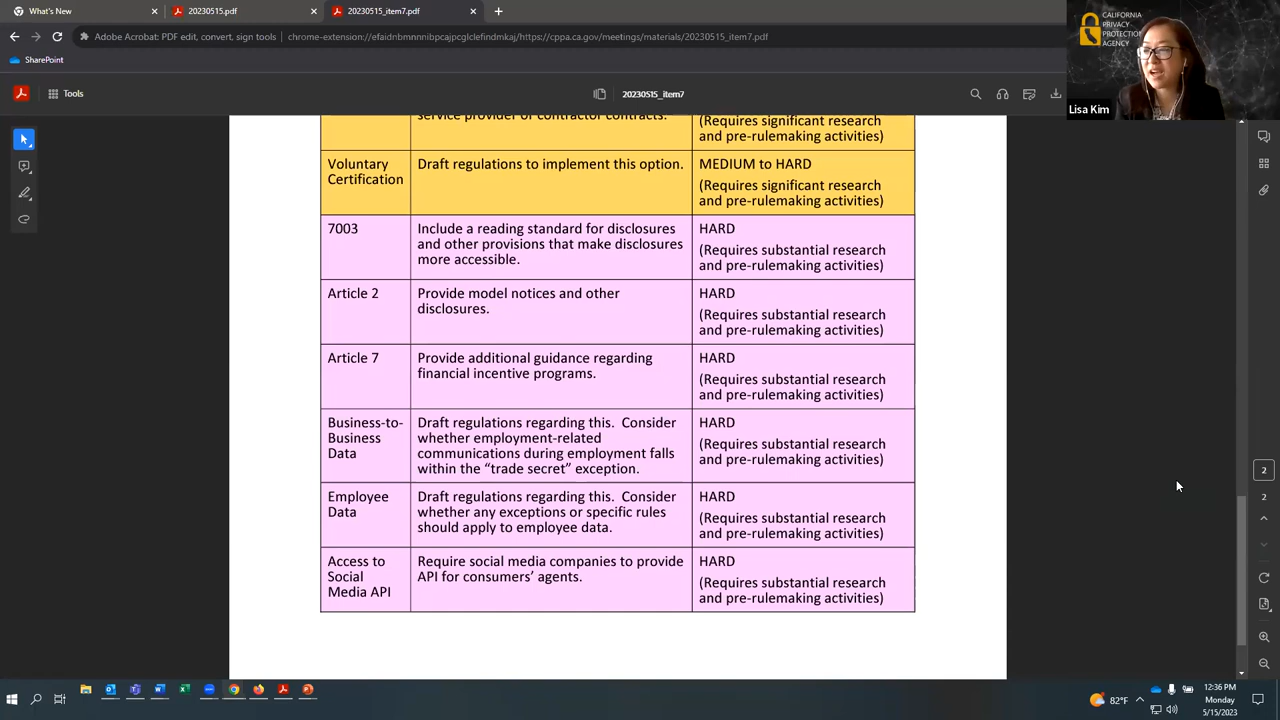 What's New
20230515.pdf
20230515_item7.pdf
Adobe Acrobat: PDF edit, convert, sign tools
chrome-extension://efaidnbmnnnibpcajpcglclefindmkaj/https://cppa.ca.gov/meetings/materials/20230515_item7.pdf
SharePoint
Tools
20230515_item7
CALIFORNIA
PRIVACY
PROTECTION
AGENCY
Lisa Kim
service provider or contractor contracts.
(Requires significant research
and pre-rulemaking activities)
Voluntary
Certification
Draft regulations to implement this option.
MEDIUM to HARD
(Requires significant research
and pre-rulemaking activities)
7003
Include a reading standard for disclosures
and other provisions that make disclosures
more accessible.
HARD
(Requires substantial research
and pre-rulemaking activities)
Article 2
Provide model notices and other
disclosures.
HARD
(Requires substantial research
and pre-rulemaking activities)
Article 7
Provide additional guidance regarding
financial incentive programs.
HARD
(Requires substantial research
and pre-rulemaking activities)
Business-to-
Business
Data
Draft regulations regarding this.  Consider
whether employment-related
communications during employment falls
within the “trade secret” exception.
HARD
(Requires substantial research
and pre-rulemaking activities)
Employee
Data
Draft regulations regarding this.  Consider
whether any exceptions or specific rules
should apply to employee data.
HARD
(Requires substantial research
and pre-rulemaking activities)
Access to
Social
Media API
Require social media companies to provide
API for consumers’ agents.
HARD
(Requires substantial research
and pre-rulemaking activities)
2
2
82°F
12:36 PM
Monday
5/15/2023